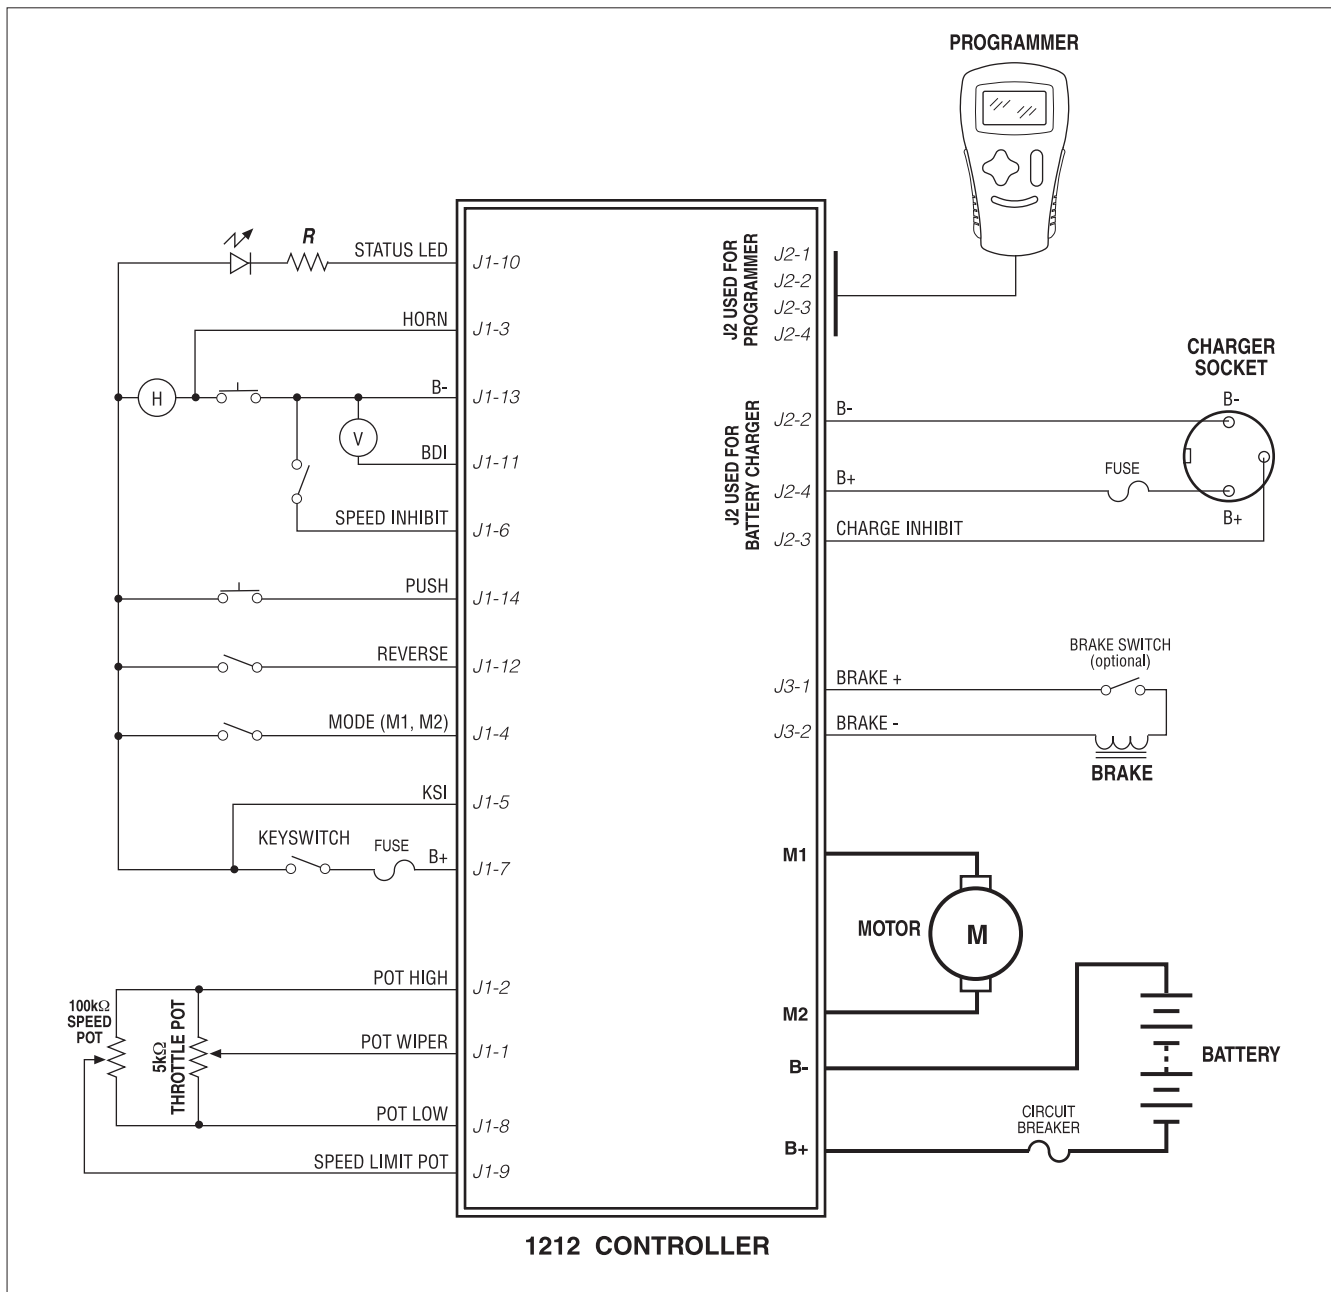 PROGRAMMER
R
STATUS LED
J1-10
HORN
J1-3
H
B-
J1-13
V
BDI
J1-11
SPEED INHIBIT
J1-6
PUSH
J1-14
REVERSE
J1-12
MODE (M1, M2)
J1-4
KSI
J1-5
KEYSWITCH
FUSE
B+
J1-7
POT HIGH
J1-2
100kΩ
SPEED
POT
5kΩ
THROTTLE POT
POT WIPER
J1-1
POT LOW
J1-8
SPEED LIMIT POT
J1-9
J2 USED FOR
PROGRAMMER
J2-1
J2-2
J2-3
J2-4
CHARGER
SOCKET
J2 USED FOR
BATTERY CHARGER
J2-2
B-
B-
J2-4
B+
FUSE
B+
J2-3
CHARGE INHIBIT
BRAKE SWITCH
(optional)
J3-1
BRAKE +
J3-2
BRAKE -
BRAKE
M1
MOTOR
M
M2
B-
BATTERY
CIRCUIT
BREAKER
B+
1212 CONTROLLER